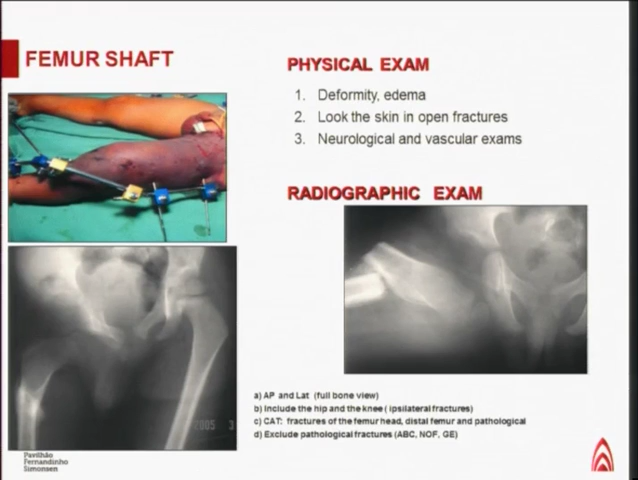 FEMUR SHAFT
PHYSICAL EXAM
1. Deformity, edema
2. Look the skin in open fractures
3. Neurological and vascular exams
RADIOGRAPHIC EXAM
2005 3
a) AP and Lat (full bone view)
b) Include the hip and the knee ( ipsilateral fractures)
c) CAT: fractures of the femur head, distal femur and pathological
d) Exclude pathological fractures (ABC, NOF, GE)
Pavilhão
Fernandinho
Simonsen